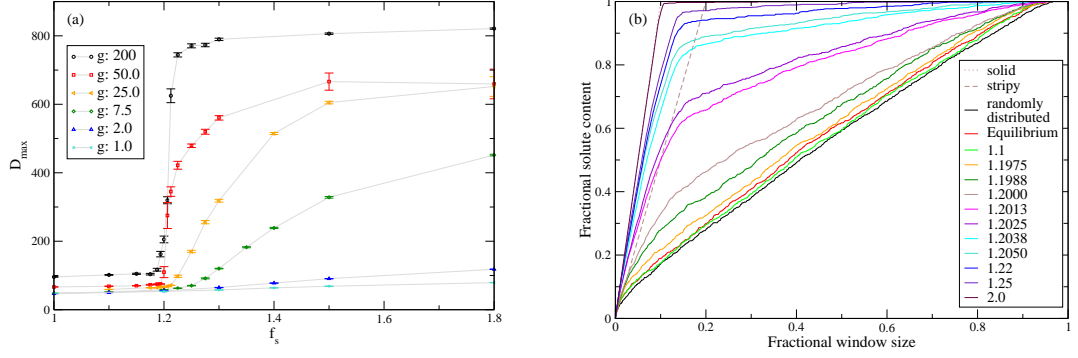 (a)
g: 200
g: 50.0
g: 25.0
g: 7.5
g: 2.0
g: 1.0
800
600
400
200
0
D_max
1
1.2
1.4
1.6
1.8
f_s
(b)
solid
stripy
randomly
distributed
Equilibrium
1.1
1.1975
1.1988
1.2000
1.2013
1.2025
1.2038
1.2050
1.22
1.25
2.0
1
0.8
0.6
0.4
0.2
0
Fractional solute content
0
0.2
0.4
0.6
0.8
1
Fractional window size